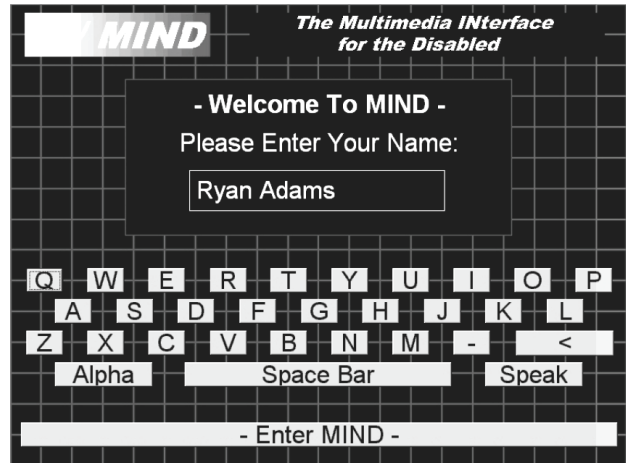 MIND
The Multimedia INterface
for the Disabled
- Welcome To MIND -
Please Enter Your Name:
Ryan Adams
Q W E R T Y U I O P
A S D F G H J K L
Z X C V B N M - <
Alpha Space Bar Speak
- Enter MIND -